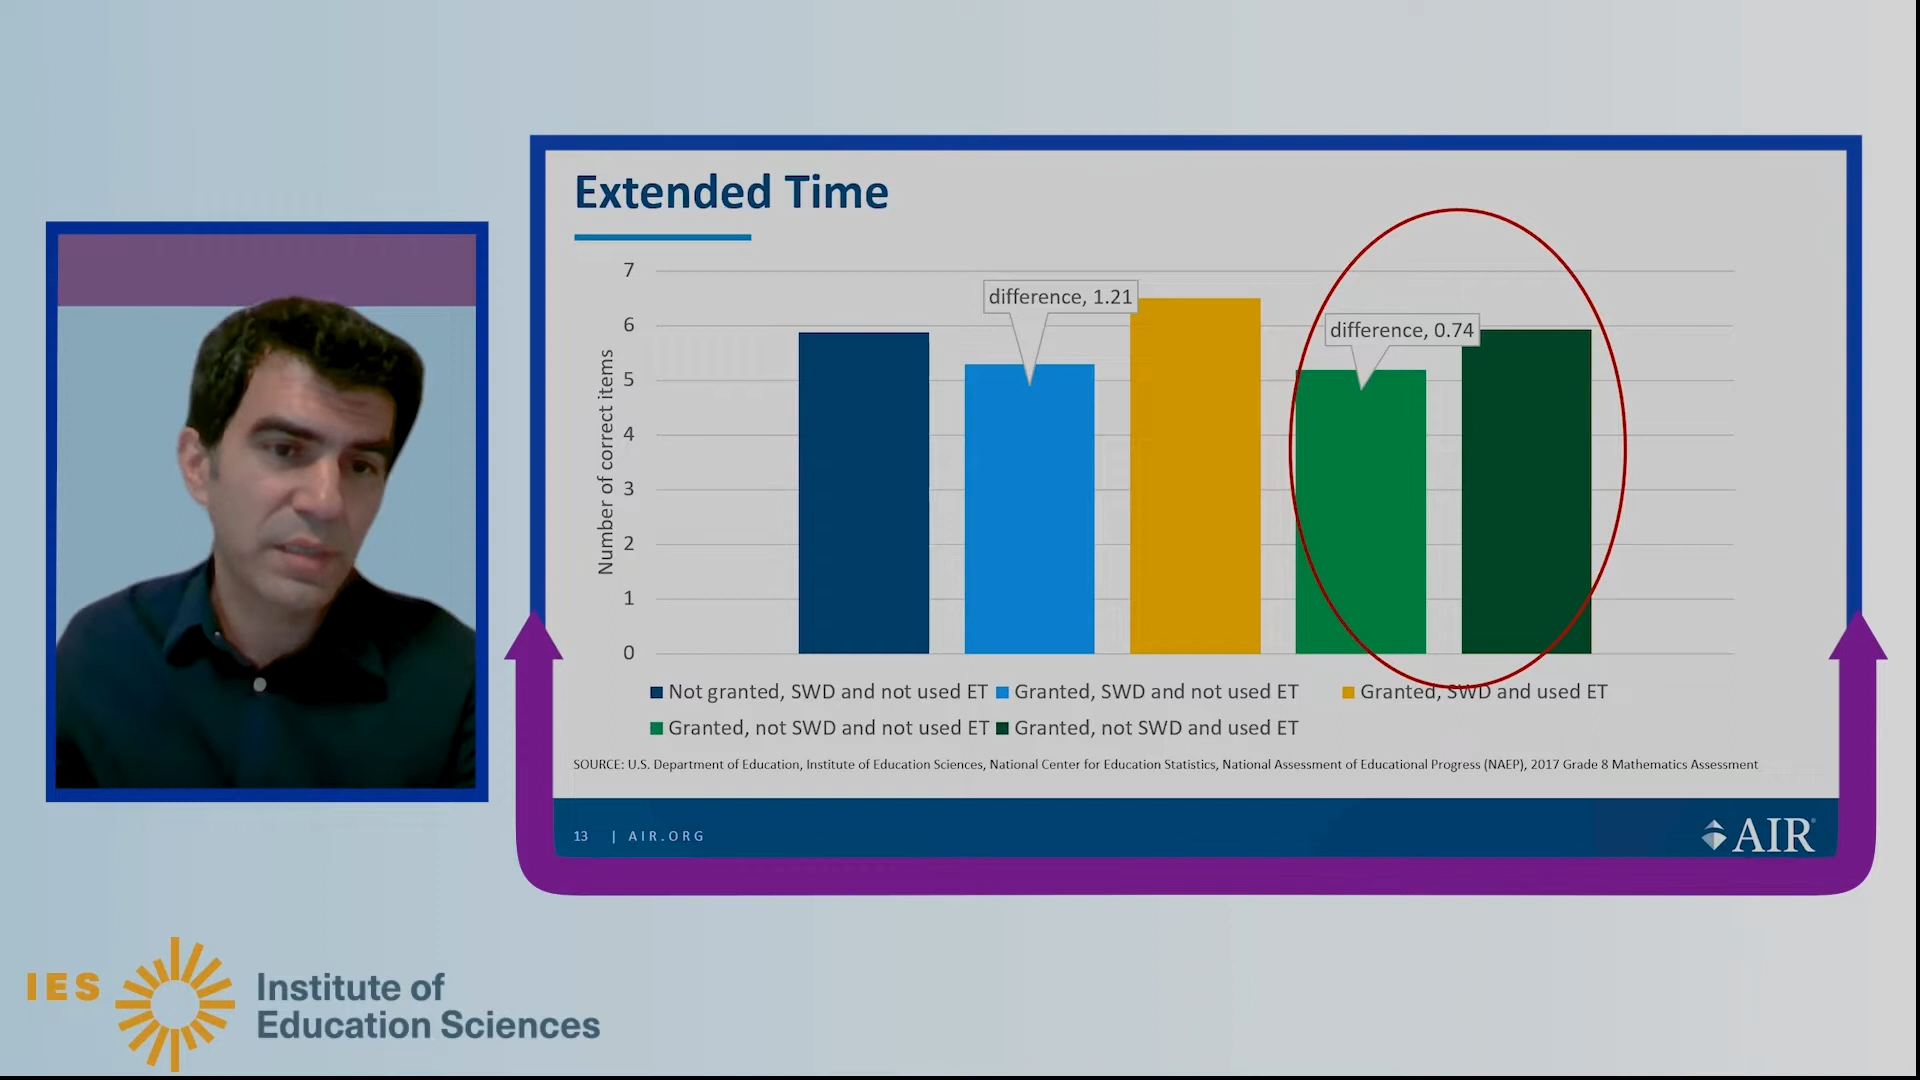 Extended Time
7
6
5
4
3
2
1
0
Number of correct items
difference, 1.21
difference, 0.74
Not granted, SWD and not used ET
Granted, SWD and not used ET
Granted, SWD and used ET
Granted, not SWD and not used ET
Granted, not SWD and used ET
SOURCE: U.S. Department of Education, Institute of Education Sciences, National Center for Education Statistics, National Assessment of Educational Progress (NAEP), 2017 Grade 8 Mathematics Assessment
13 | AIR.ORG
AIR
IES
Institute of
Education Sciences